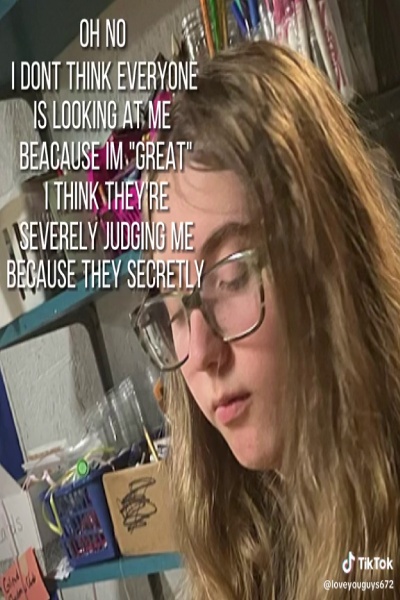 OH NO
I DONT THINK EVERYONE
IS LOOKING AT ME
BEACAUSE IM "GREAT"
I THINK THEY'RE
SEVERELY JUDGING ME
BECAUSE THEY SECRETLY
TikTok
@loveyouguys672